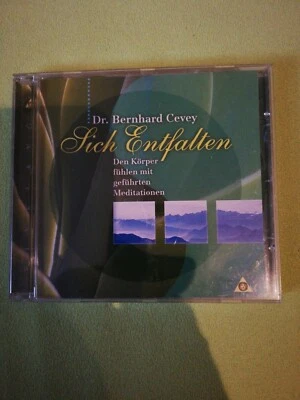 Dr. Bernhard Cevey
Sich Entfalten
Den Körper
fühlen mit
geführten
Meditationen